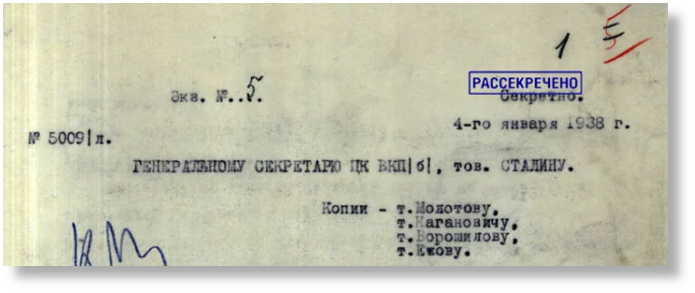 1 5
Экз. №..5.
РАССЕКРЕЧЕНО
Секретно.
4-го января 1938 г.
№ 5009|л.
ГЕНЕРАЛЬНОМУ СЕКРЕТАРЮ ЦК ВКП|б|, тов. СТАЛИНУ.
Копии - т.Молотову,
т.Кагановичу,
т.Ворошилову,
т.Ежову.